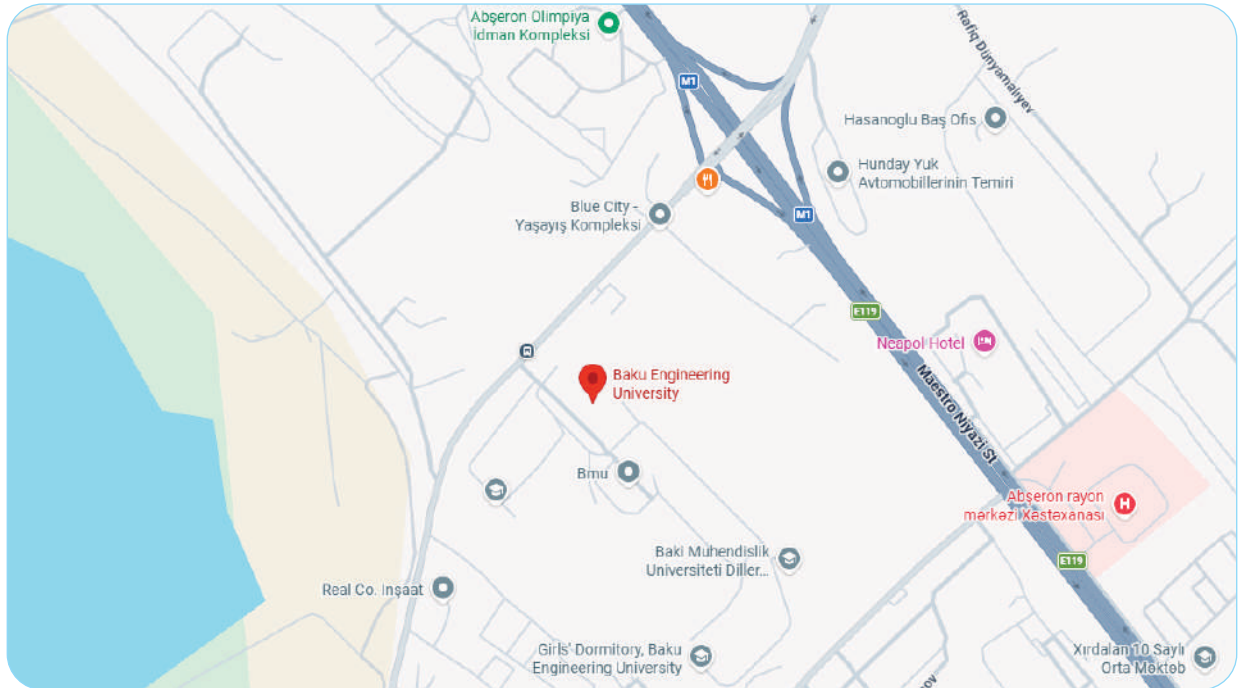 Abşeron Olimpiya
İdman Kompleksi
M1
Rafiq Dünyamalıyev
Hasanoglu Baş Ofis
Hunday Yuk
Avtomobillerinin Temiri
Blue City -
Yaşayış Kompleksi
M1
E119
Neapol Hotel
Baku Engineering
University
Maestro Niyazi St
Bmu
Abşeron rayon
mərkəzi Xəstəxanası
H
Baki Muhendislik
Universiteti Diller...
E119
Real Co. İnşaat
Girls' Dormitory, Baku
Engineering University
Xırdalan 10 Saylı
Orta Məktəb